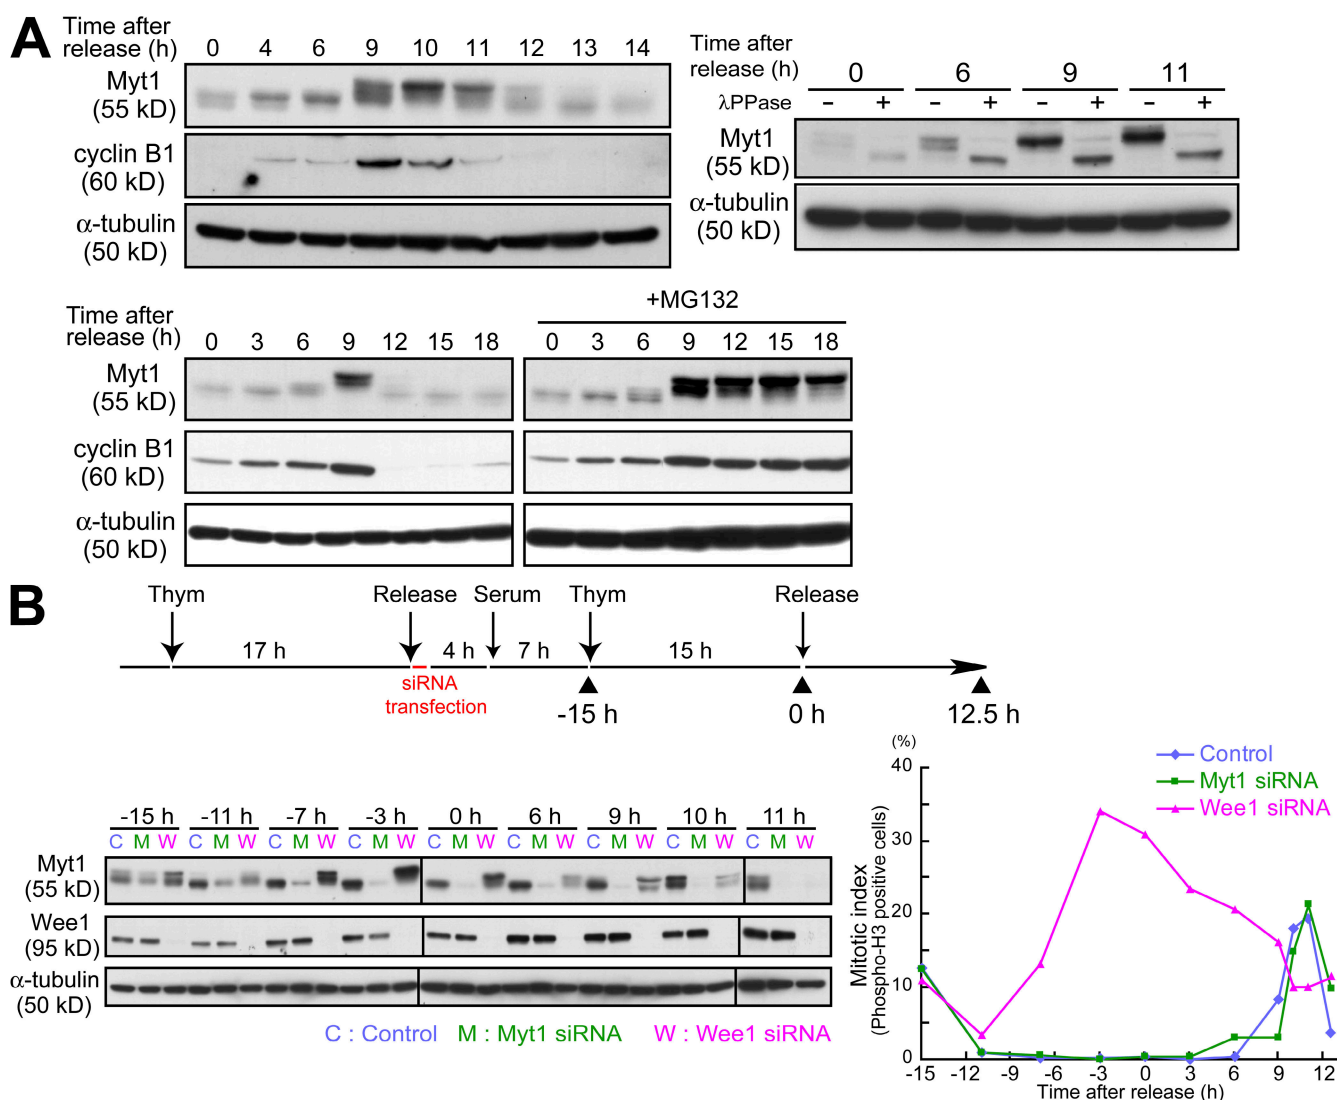 A
Time after
release (h)
0 4 6 9 10 11 12 13 14
Myt1
(55 kD)
cyclin B1
(60 kD)
α-tubulin
(50 kD)
Time after
release (h)
0 6 9 11
λPPase
- + - + - + - +
Myt1
(55 kD)
α-tubulin
(50 kD)
+MG132
Time after
release (h)
0 3 6 9 12 15 18
0 3 6 9 12 15 18
Myt1
(55 kD)
cyclin B1
(60 kD)
α-tubulin
(50 kD)
B
Thym Release Serum Thym Release
17 h 4 h 7 h 15 h
siRNA
transfection
-15 h 0 h 12.5 h
-15 h -11 h -7 h -3 h 0 h 6 h 9 h 10 h 11 h
C M W C M W C M W C M W C M W C M W C M W C M W C M W
Myt1
(55 kD)
Wee1
(95 kD)
α-tubulin
(50 kD)
C : Control M : Myt1 siRNA W : Wee1 siRNA
(%)
40
30
20
10
0
Mitotic index
(Phospho-H3 positive cells)
Control
Myt1 siRNA
Wee1 siRNA
-15 -12 -9 -6 -3 0 3 6 9 12
Time after release (h)